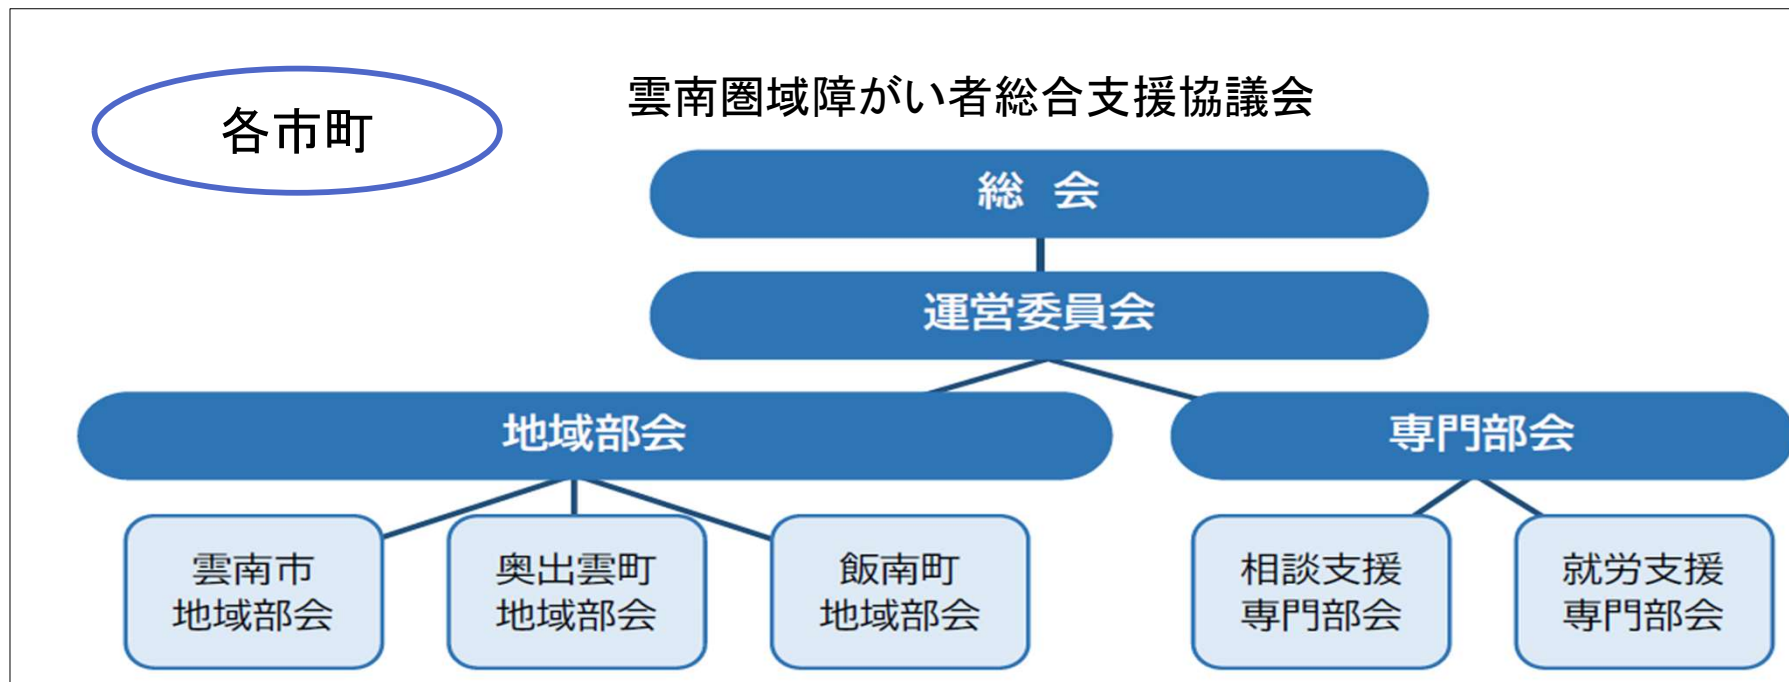 各市町
雲南圏域障がい者総合支援協議会
総 会
運営委員会
地域部会
専門部会
雲南市
地域部会
奥出雲町
地域部会
飯南町
地域部会
相談支援
専門部会
就労支援
専門部会